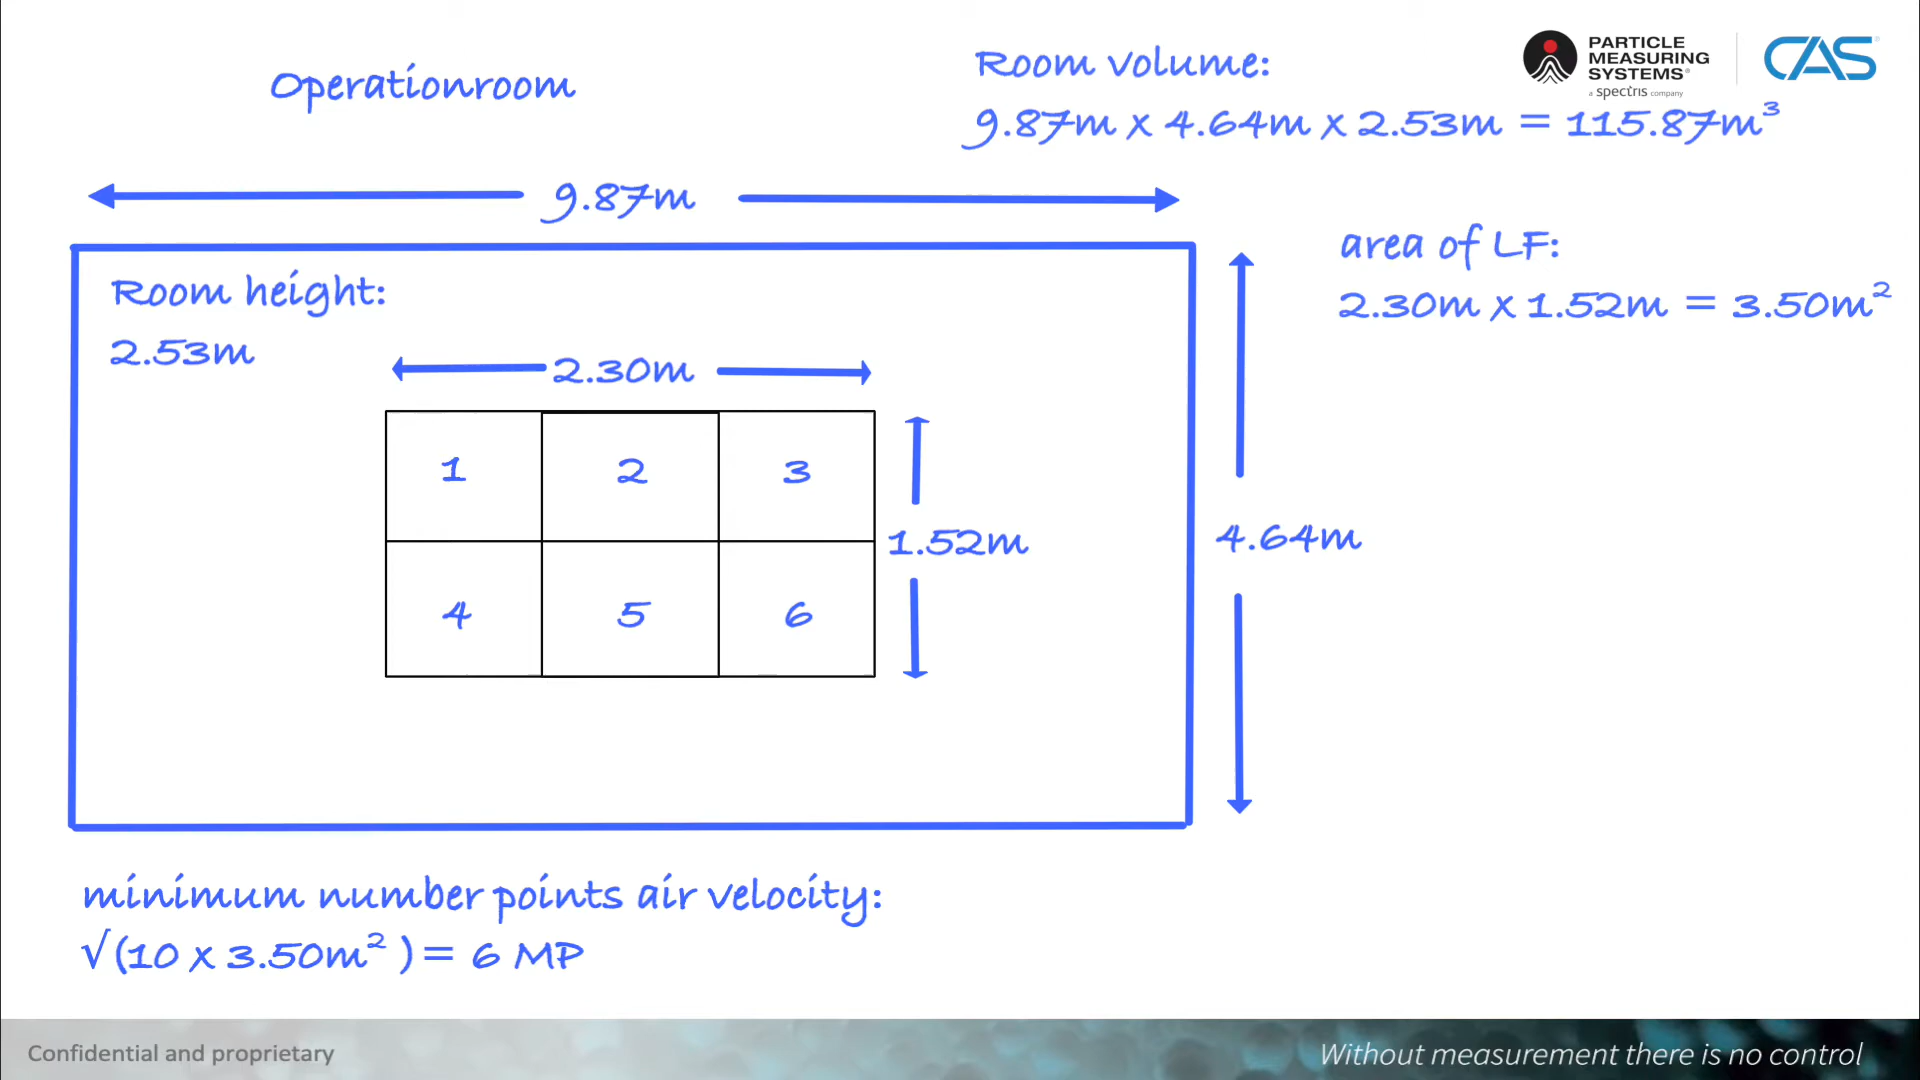 Operationroom
Room volume:
9.87m x 4.64m x 2.53m = 115.87m³
PARTICLE
MEASURING
SYSTEMS®
a spectris company
CAS®
9.87m
area of LF:
2.30m x 1.52m = 3.50m²
Room height:
2.53m
2.30m
1 2 3
1.52m
4.64m
4 5 6
minimum number points air velocity:
√(10 x 3.50m² ) = 6 MP
Confidential and proprietary
Without measurement there is no control